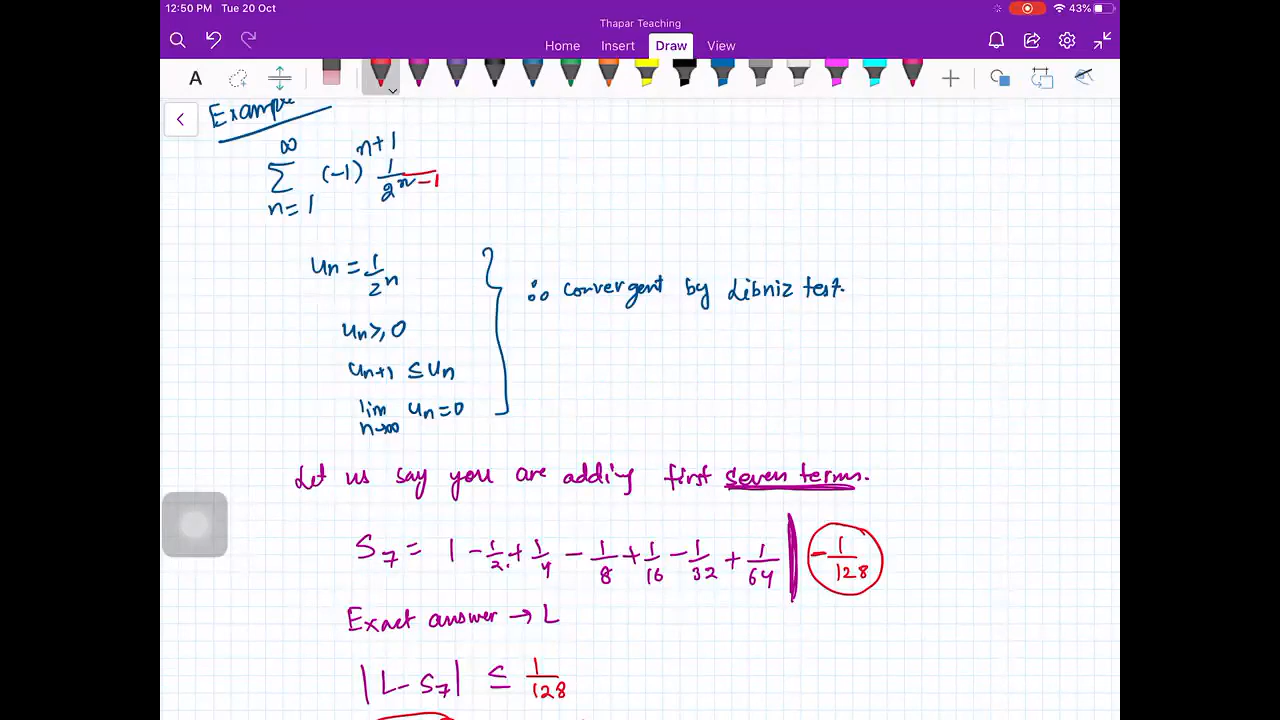 12:50 PM Tue 20 Oct
43%
Thapar Teaching
Home Insert Draw View
A
Example
∞
∑ (-1)^{n+1} 1/2^{n-1}
n=1
un = 1/2^n
un ≥ 0
un+1 ≤ un
lim un = 0
n→∞
∴ convergent by Libniz test.
Let us say you are adding first seven terms.
S7 = 1 - 1/2 + 1/4 - 1/8 + 1/16 - 1/32 + 1/64 | - 1/128
Exact answer → L
|L - S7| ≤ 1/128